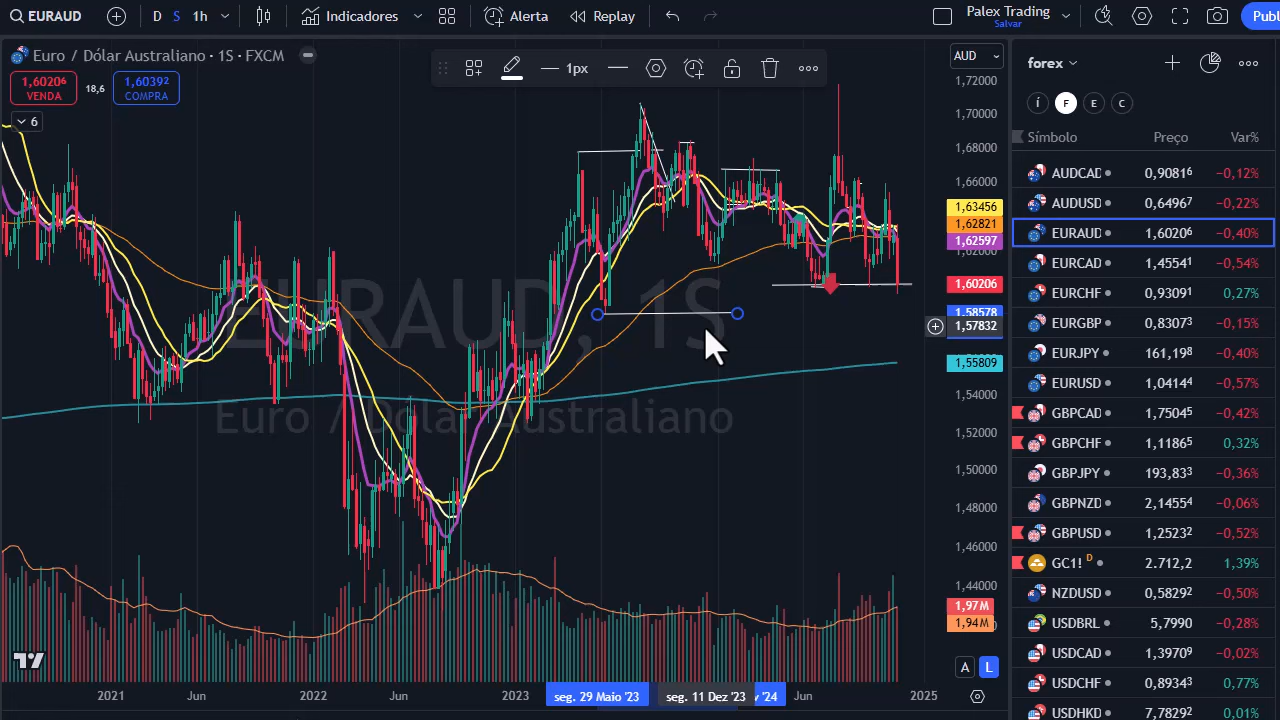 EURAUD D S 1h Indicadores Alerta Replay Palex Trading Salvar Publ
Euro / Dólar Australiano · 1S · FXCM
1,60206 VENDA 18,6 1,60392 COMPRA
6
1px
AUD
EURAUD, 1S
Euro / Dólar Australiano
1,72000
1,70000
1,68000
1,66000
1,63456
1,62821
1,62597
1,62000
1,60206
1,58578
1,57832
1,55809
1,54000
1,52000
1,50000
1,48000
1,46000
1,44000
1,97 M
1,94 M
A L
2021 Jun 2022 Jun 2023 seg. 29 Maio '23 seg. 11 Dez '23 '24 Jun 2025
forex
Í F E C
Símbolo Preço Var%
AUDCAD 0,90816 −0,12%
AUDUSD 0,64967 −0,22%
EURAUD 1,60206 −0,40%
EURCAD 1,45541 −0,54%
EURCHF 0,93091 0,27%
EURGBP 0,83073 −0,15%
EURJPY 161,198 −0,40%
EURUSD 1,04144 −0,57%
GBPCAD 1,75045 −0,42%
GBPCHF 1,11865 0,32%
GBPJPY 193,833 −0,36%
GBPNZD 2,14554 −0,06%
GBPUSD 1,25232 −0,52%
GC1! D 2.712,2 1,39%
NZDUSD 0,58292 −0,50%
USDBRL 5,7990 −0,28%
USDCAD 1,39709 −0,02%
USDCHF 0,89343 0,77%
USDHKD 7,78292 0,01%